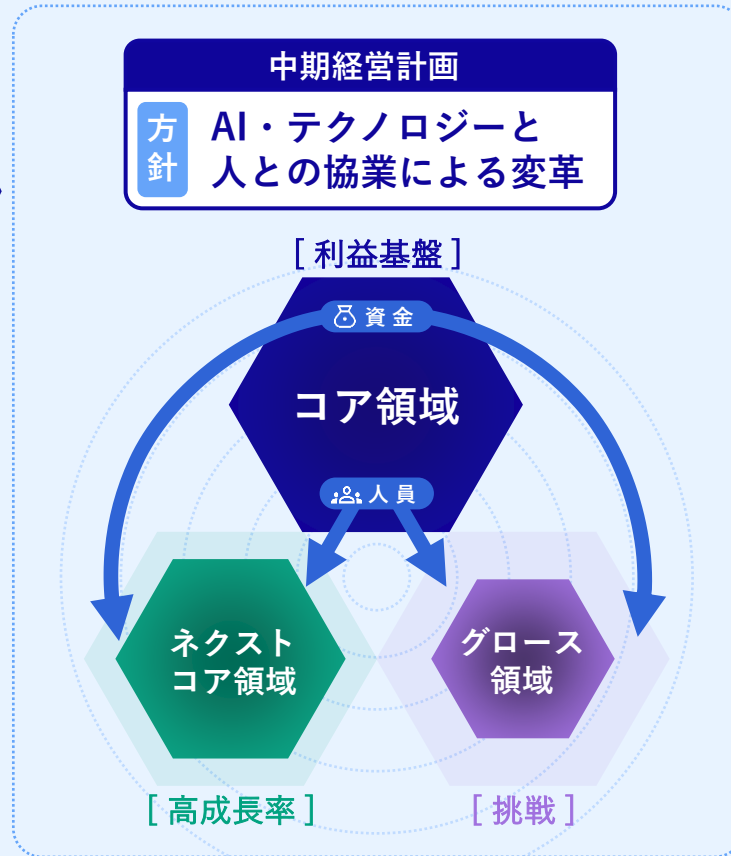 中期経営計画
方針
AI・テクノロジーと
人との協業による変革
[ 利益基盤 ]
資金
コア領域
人員
ネクスト
コア領域
グロース
領域
[ 高成長率 ]
[ 挑戦 ]